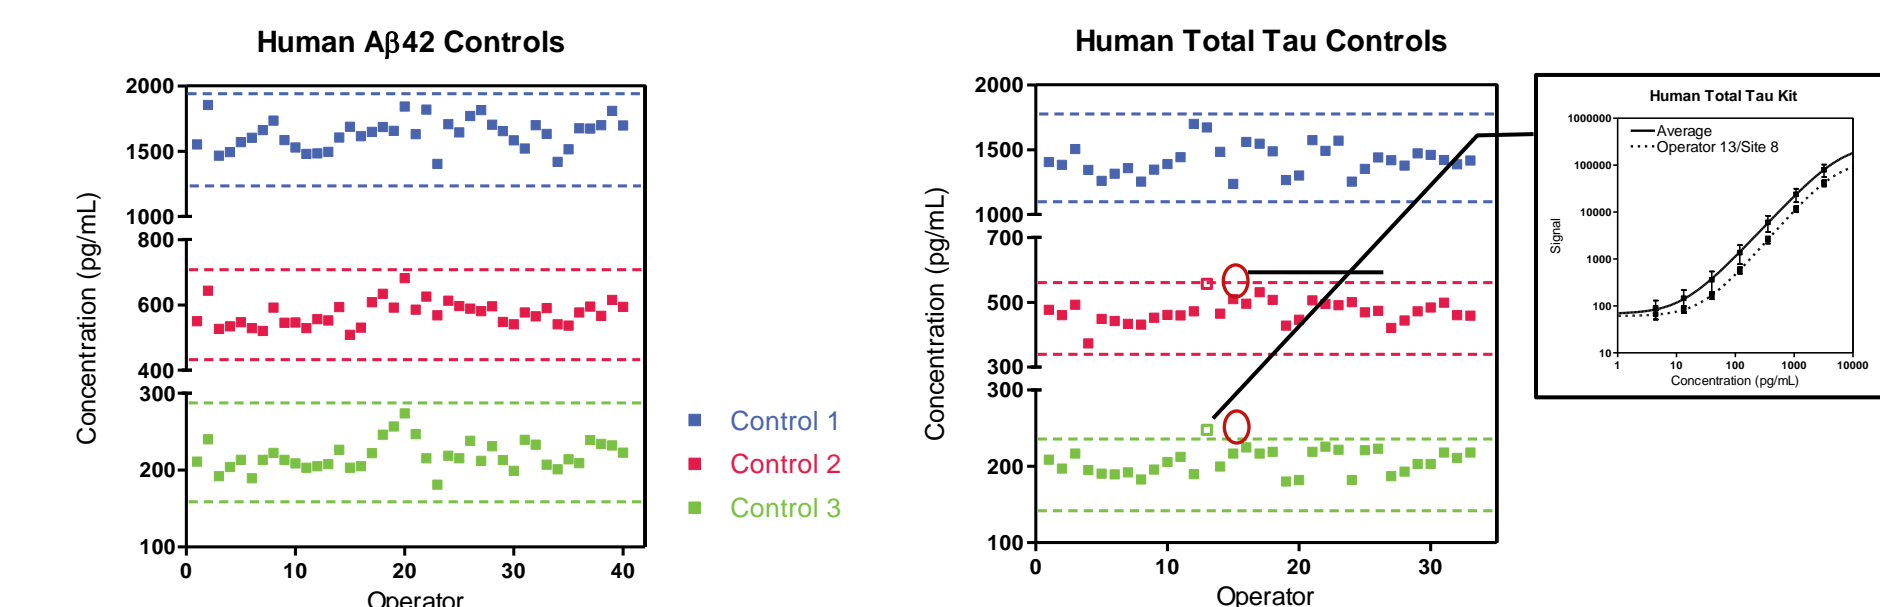 Human Aβ42 Controls
2000
1500
1000
800
600
400
300
200
100
0 10 20 30 40
Concentration (pg/mL)
Operator
Control 1
Control 2
Control 3
Human Total Tau Controls
2000
1500
1000
700
500
300
300
200
100
0 10 20 30
Concentration (pg/mL)
Operator
Human Total Tau Kit
Average
Operator 13/Site 8
1000000
100000
10000
1000
100
10
1 10 100 1000 10000
Signal
Concentration (pg/mL)